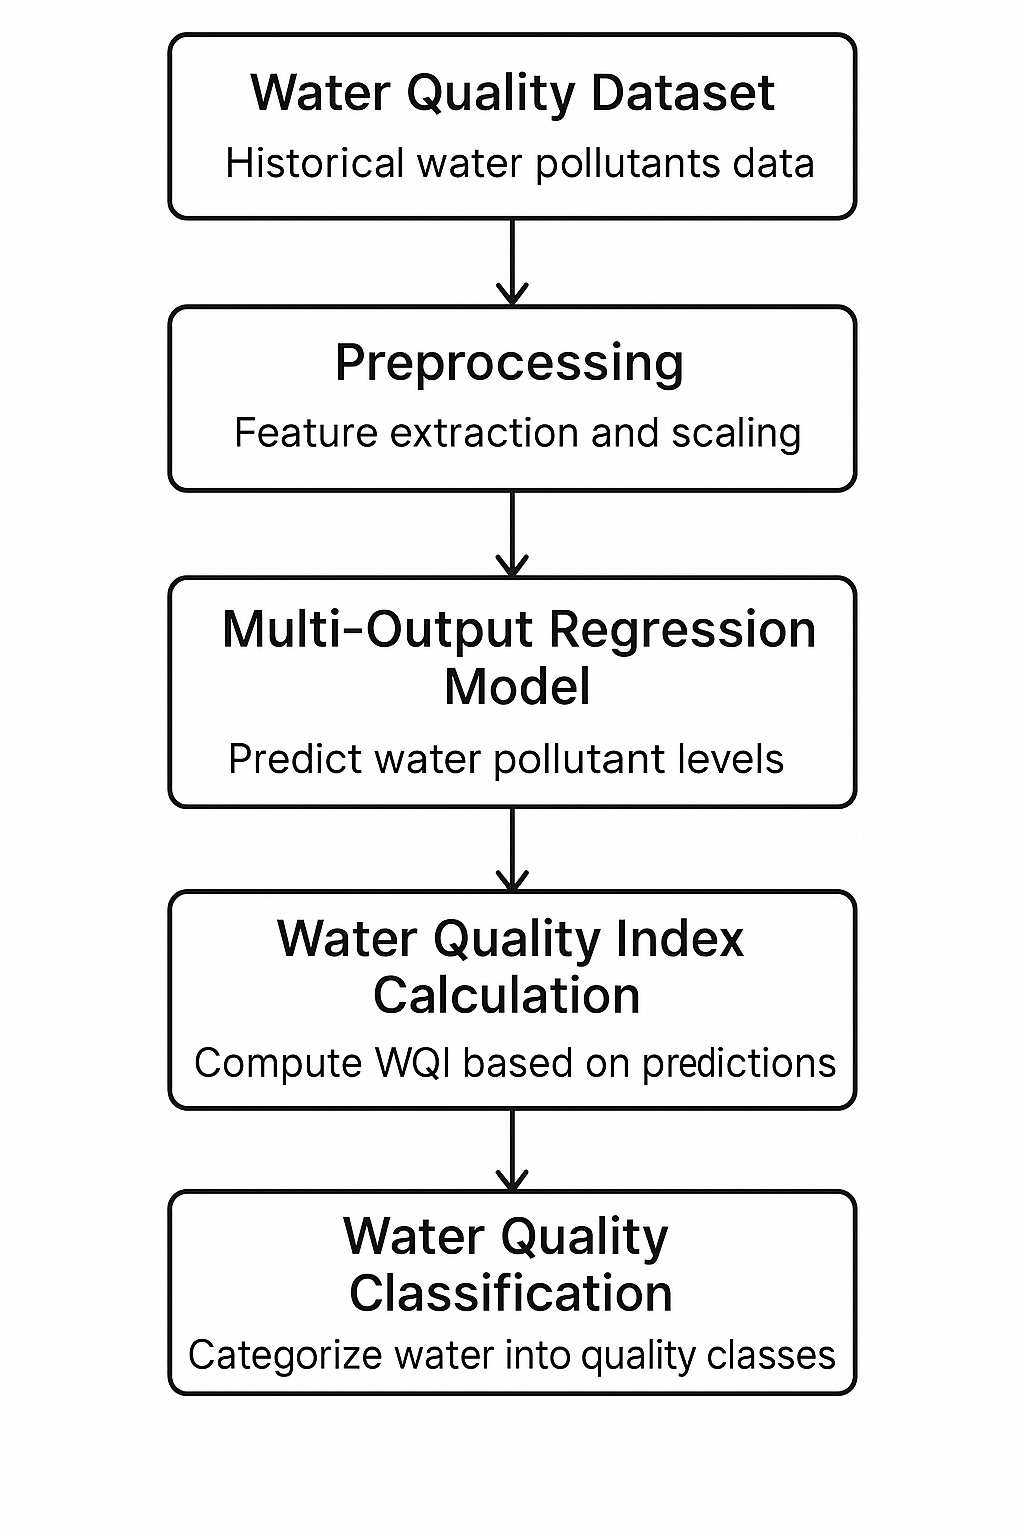 Water Quality Dataset
Historical water pollutants data
Preprocessing
Feature extraction and scaling
Multi-Output Regression
Model
Predict water pollutant levels
Water Quality Index
Calculation
Compute WQI based on predictions
Water Quality
Classification
Categorize water into quality classes